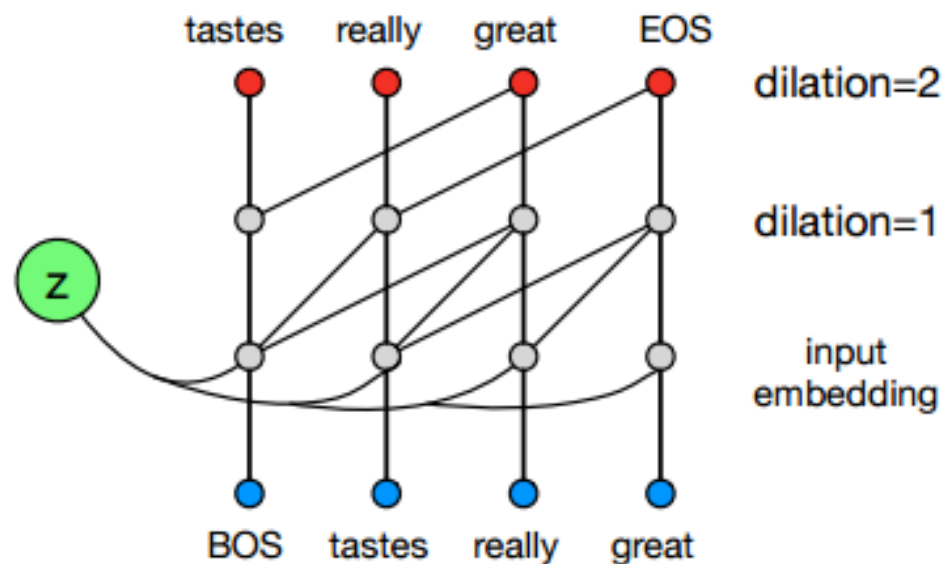 tastes really great EOS
dilation=2
dilation=1
z
input
embedding
BOS tastes really great